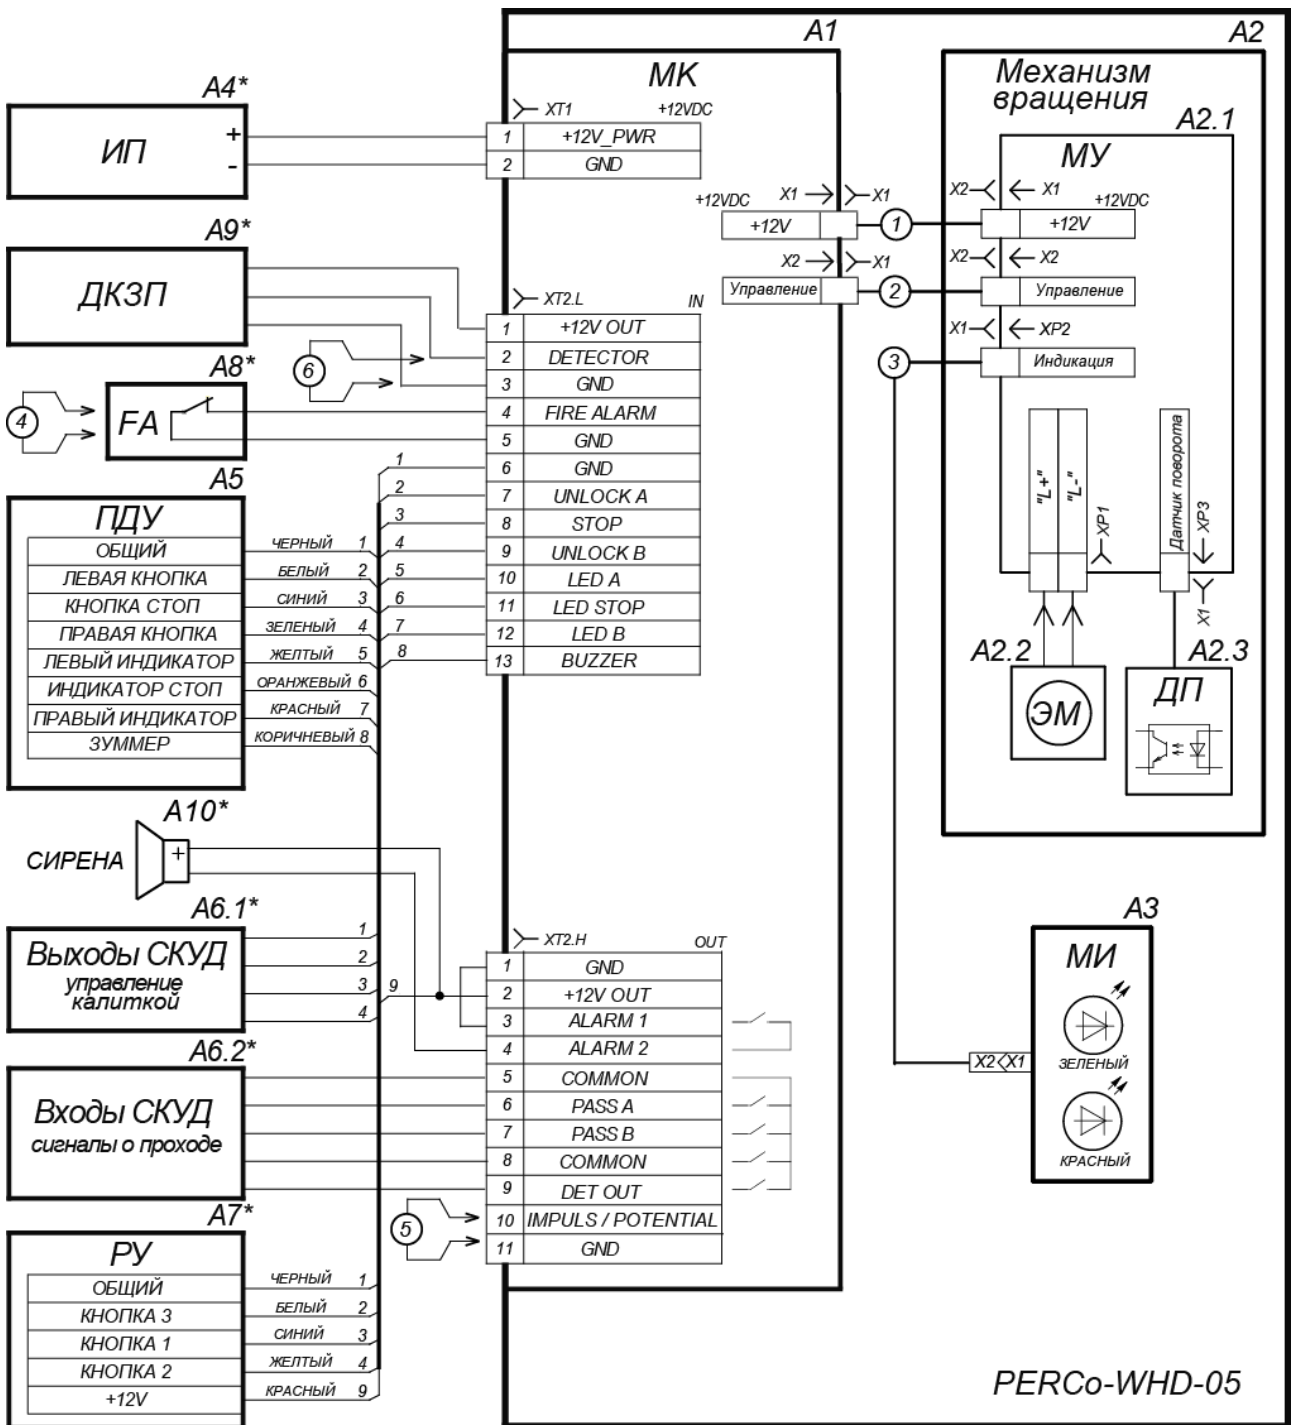 A1
A2
МК
Механизм
вращения
A4*
ИП
+
-
XT1
+12VDC
1 +12V_PWR
2 GND
A2.1
МУ
X2 X1
+12VDC
+12V
+12VDC X1 X1
+12V
1
X2 X1
Управление
2
X2 X2
Управление
X1 XP2
Индикация
3
A9*
ДКЗП
XT2.L
IN
1 +12V OUT
2 DETECTOR
3 GND
4 FIRE ALARM
5 GND
6 GND
7 UNLOCK A
8 STOP
9 UNLOCK B
10 LED A
11 LED STOP
12 LED B
13 BUZZER
6
A8*
4
FA
1
2
3
4
5
6
7
8
A5
ПДУ
ОБЩИЙ ЧЕРНЫЙ 1
ЛЕВАЯ КНОПКА БЕЛЫЙ 2
КНОПКА СТОП СИНИЙ 3
ПРАВАЯ КНОПКА ЗЕЛЕНЫЙ 4
ЛЕВЫЙ ИНДИКАТОР ЖЕЛТЫЙ 5
ИНДИКАТОР СТОП ОРАНЖЕВЫЙ 6
ПРАВЫЙ ИНДИКАТОР КРАСНЫЙ 7
ЗУММЕР КОРИЧНЕВЫЙ 8
"L+"
"L-"
XP1
Датчик поворота
XP3
X1
A2.2
ЭМ
A2.3
ДП
A10*
СИРЕНА
+
A6.1*
Выходы СКУД
управление
калиткой
1
2
3
4
9
XT2.H
OUT
1 GND
2 +12V OUT
3 ALARM 1
4 ALARM 2
5 COMMON
6 PASS A
7 PASS B
8 COMMON
9 DET OUT
10 IMPULS / POTENTIAL
11 GND
A6.2*
Входы СКУД
сигналы о проходе
5
A3
МИ
X2 X1
ЗЕЛЕНЫЙ
КРАСНЫЙ
A7*
РУ
ОБЩИЙ ЧЕРНЫЙ 1
КНОПКА 3 БЕЛЫЙ 2
КНОПКА 1 СИНИЙ 3
КНОПКА 2 ЖЕЛТЫЙ 4
+12V КРАСНЫЙ 9
PERCo-WHD-05